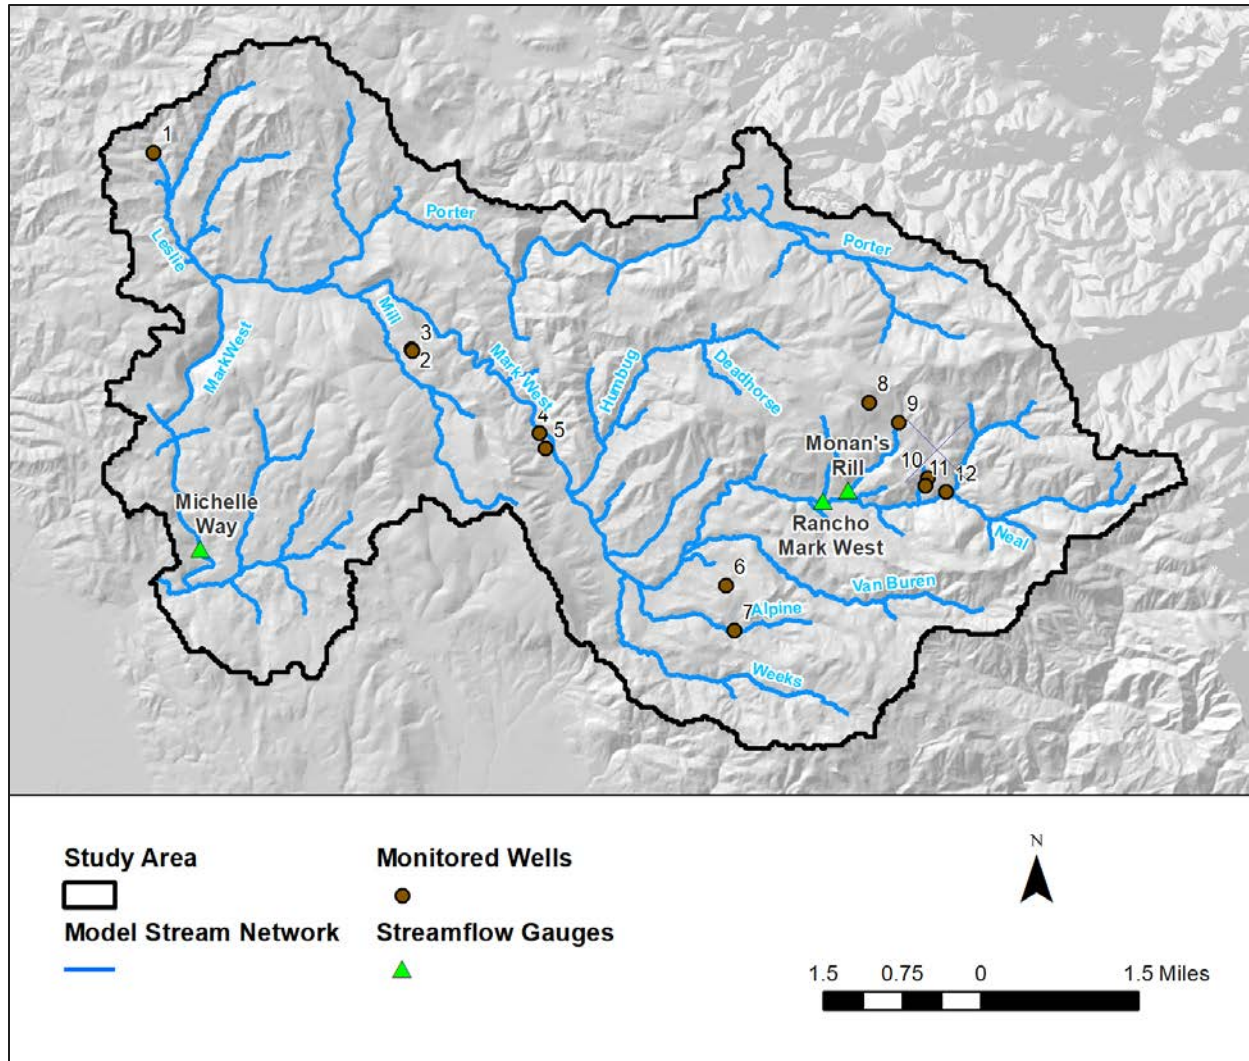 1
Porter
Leslie
Porter
Mill
3
2
MarkWest
Mark West
Humbug
Deadhorse
8
9
4
5
Monan's
Rill
10
11
12
Michelle
Way
Rancho
Mark West
Neal
6
Van Buren
7
Alpine
Weeks
Study Area
Monitored Wells
Model Stream Network
Streamflow Gauges
N
1.5 0.75 0 1.5 Miles